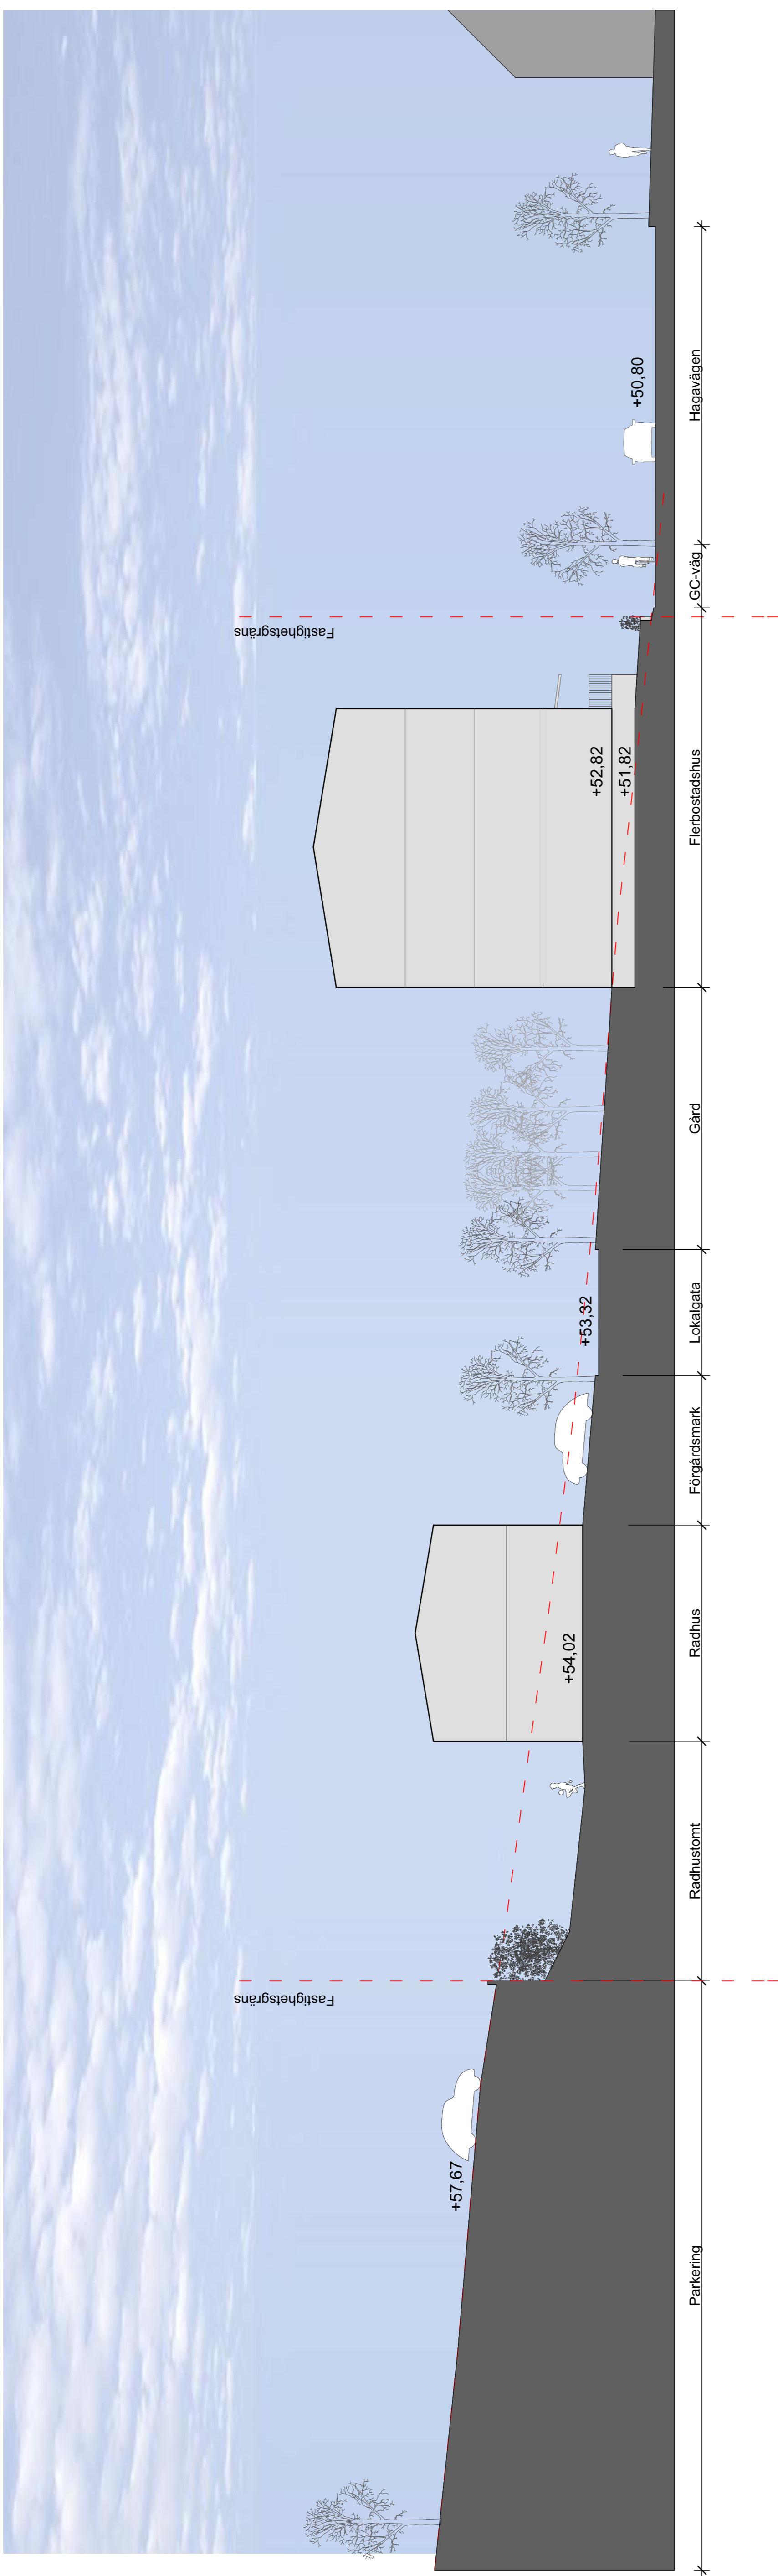 Fastighetsgräns
Fastighetsgräns
+57,67
+54,02
+53,32
+52,82
+51,82
+50,80
Parkering
Radhustomt
Radhus
Förgårdsmark
Lokalgata
Gård
Flerbostadshus
GC-väg
Hagavägen